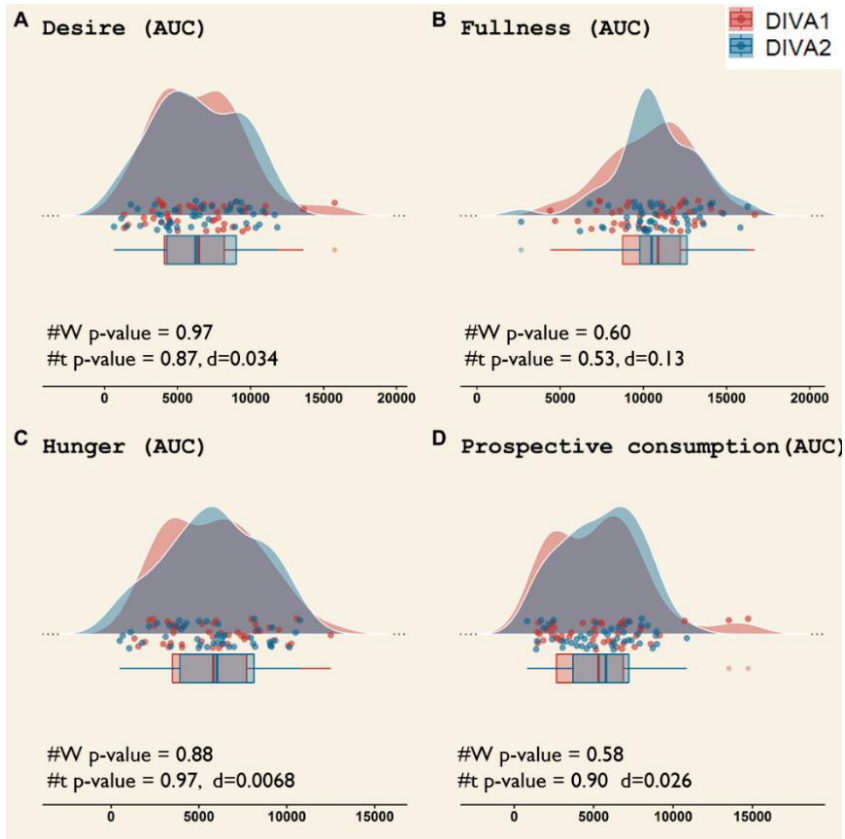 A Desire (AUC)
B Fullness (AUC)
DIVA1
DIVA2
#W p-value = 0.97
#t p-value = 0.87, d=0.034
#W p-value = 0.60
#t p-value = 0.53, d=0.13
0 5000 10000 15000 20000
0 5000 10000 15000 20000
C Hunger (AUC)
D Prospective consumption(AUC)
#W p-value = 0.88
#t p-value = 0.97, d=0.0068
#W p-value = 0.58
#t p-value = 0.90 d=0.026
0 5000 10000 15000
0 5000 10000 15000